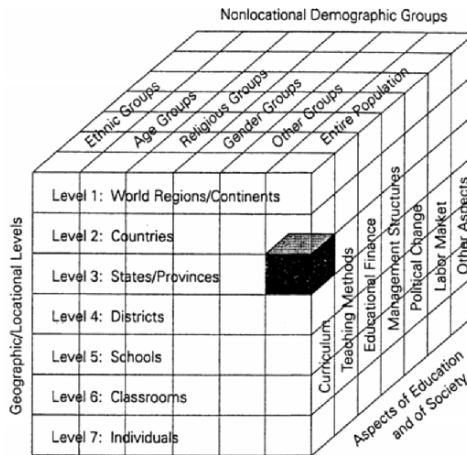 Nonlocational Demographic Groups
Ethnic Groups
Age Groups
Religious Groups
Gender Groups
Other Groups
Entire Population
Geographic/Locational Levels
Level 1: World Regions/Continents
Level 2: Countries
Level 3: States/Provinces
Level 4: Districts
Level 5: Schools
Level 6: Classrooms
Level 7: Individuals
Curriculum
Teaching Methods
Educational Finance
Management Structures
Political Change
Labor Market
Other Aspects
Aspects of Education
and of Society